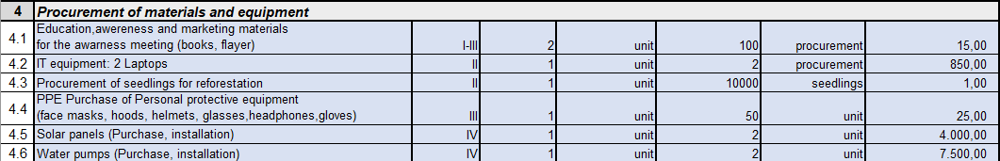 4 Procurement of materials and equipment
Education,awereness and marketing materials
4.1 for the awarness meeting (books, flayer) I-III 2 unit 100 procurement 15,00
4.2 IT equipment: 2 Laptops II 1 unit 2 procurement 850,00
4.3 Procurement of seedlings for reforestation II 1 unit 10000 seedlings 1,00
PPE Purchase of Personal protective equipment
4.4 (face masks, hoods, helmets, glasses,headphones,gloves) III 1 unit 50 unit 25,00
4.5 Solar panels (Purchase, installation) IV 1 unit 2 unit 4.000,00
4.6 Water pumps (Purchase, installation) IV 1 unit 2 unit 7.500,00